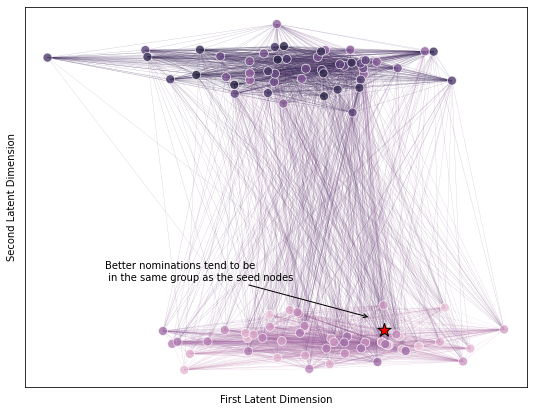 Second Latent Dimension
Better nominations tend to be
in the same group as the seed nodes
First Latent Dimension